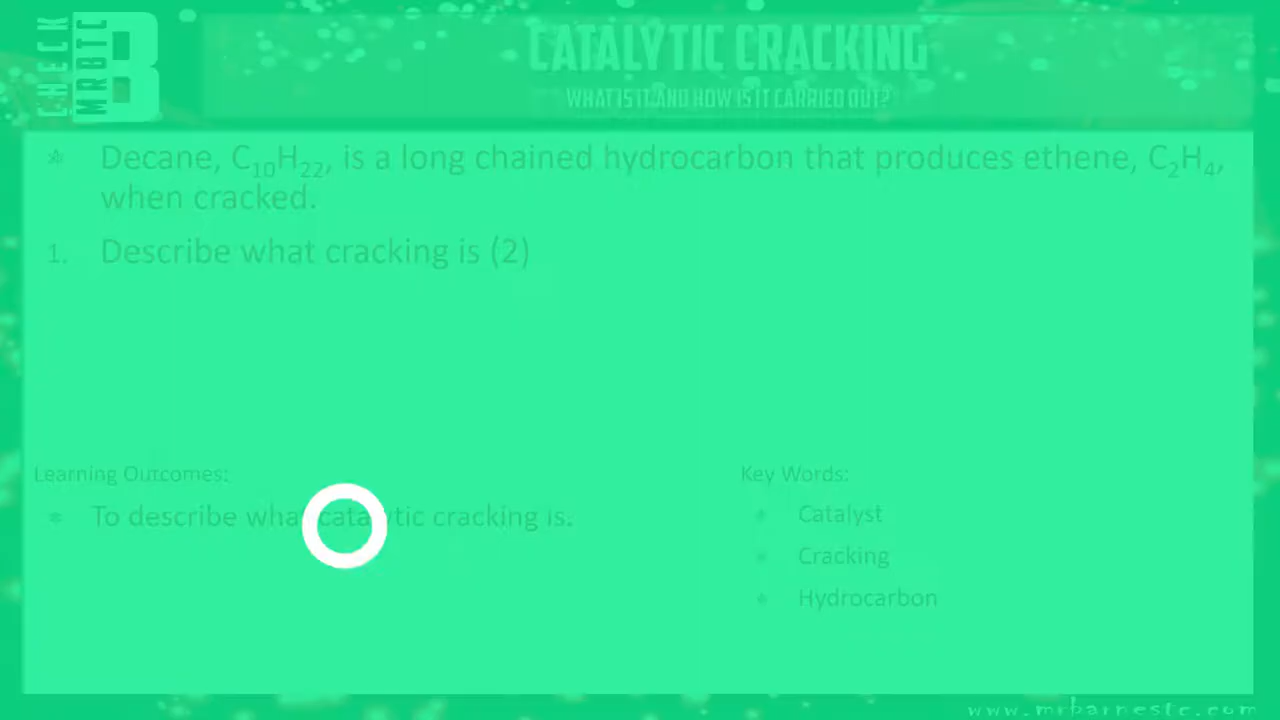 CHECK
MRBTC
B
CATALYTIC CRACKING
WHAT IS IT AND HOW IS IT CARRIED OUT?
* Decane, C₁₀H₂₂, is a long chained hydrocarbon that produces ethene, C₂H₄,
when cracked.
1. Describe what cracking is (2)
Learning Outcomes:
* To describe what catalytic cracking is.
Key Words:
* Catalyst
* Cracking
* Hydrocarbon
www.mrbarnestc.com